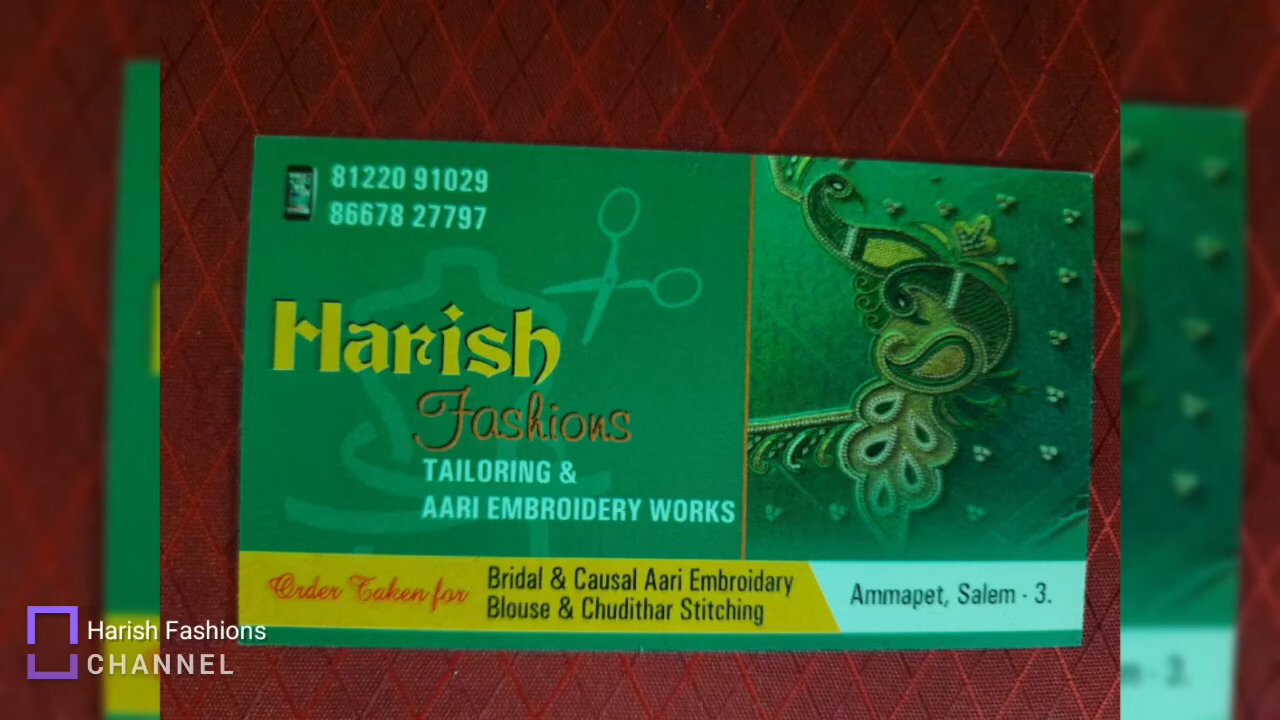 81220 91029
86678 27797
Harish
Fashions
TAILORING &
AARI EMBROIDERY WORKS
Order Taken for
Bridal & Causal Aari Embroidary
Blouse & Chudithar Stitching
Ammapet, Salem - 3.
Harish Fashions
CHANNEL